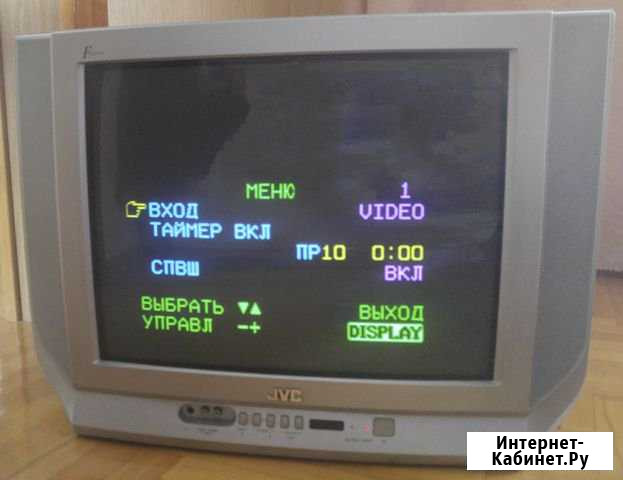 МЕНЮ 1
ВХОД VIDEO
ТАЙМЕР ВКЛ
ПР10 0:00
СПВШ ВКЛ
ВЫБРАТЬ ▼▲ ВЫХОД
УПРАВЛ -+ DISPLAY
JVC
Интернет-
Кабинет.Ру